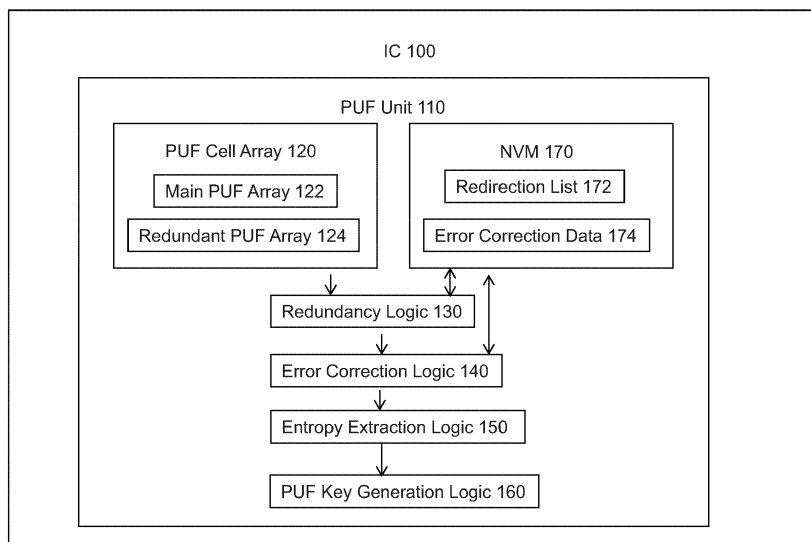 IC 100
PUF Unit 110
PUF Cell Array 120
Main PUF Array 122
Redundant PUF Array 124
NVM 170
Redirection List 172
Error Correction Data 174
Redundancy Logic 130
Error Correction Logic 140
Entropy Extraction Logic 150
PUF Key Generation Logic 160